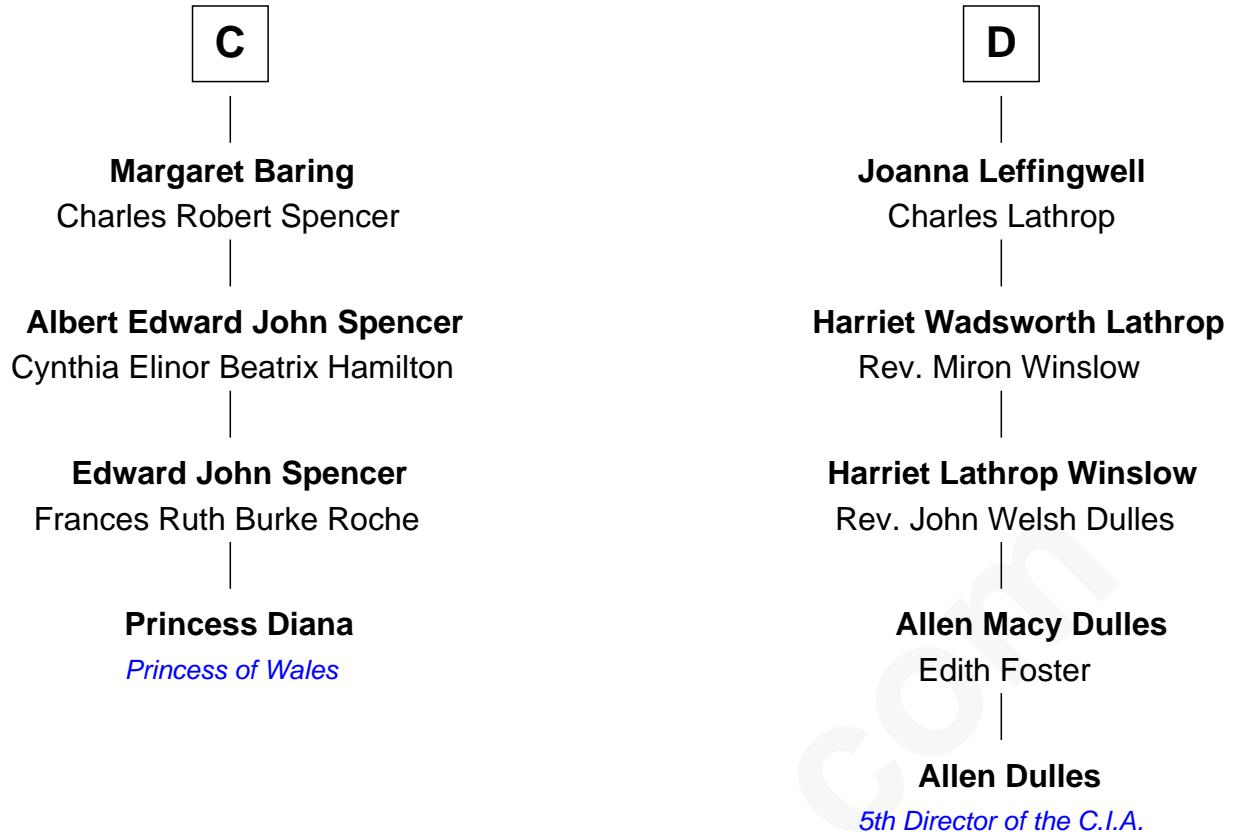 C
Margaret Baring
Charles Robert Spencer
Albert Edward John Spencer
Cynthia Elinor Beatrix Hamilton
Edward John Spencer
Frances Ruth Burke Roche
Princess Diana
Princess of Wales
D
Joanna Leffingwell
Charles Lathrop
Harriet Wadsworth Lathrop
Rev. Miron Winslow
Harriet Lathrop Winslow
Rev. John Welsh Dulles
Allen Macy Dulles
Edith Foster
Allen Dulles
5th Director of the C.I.A.
com